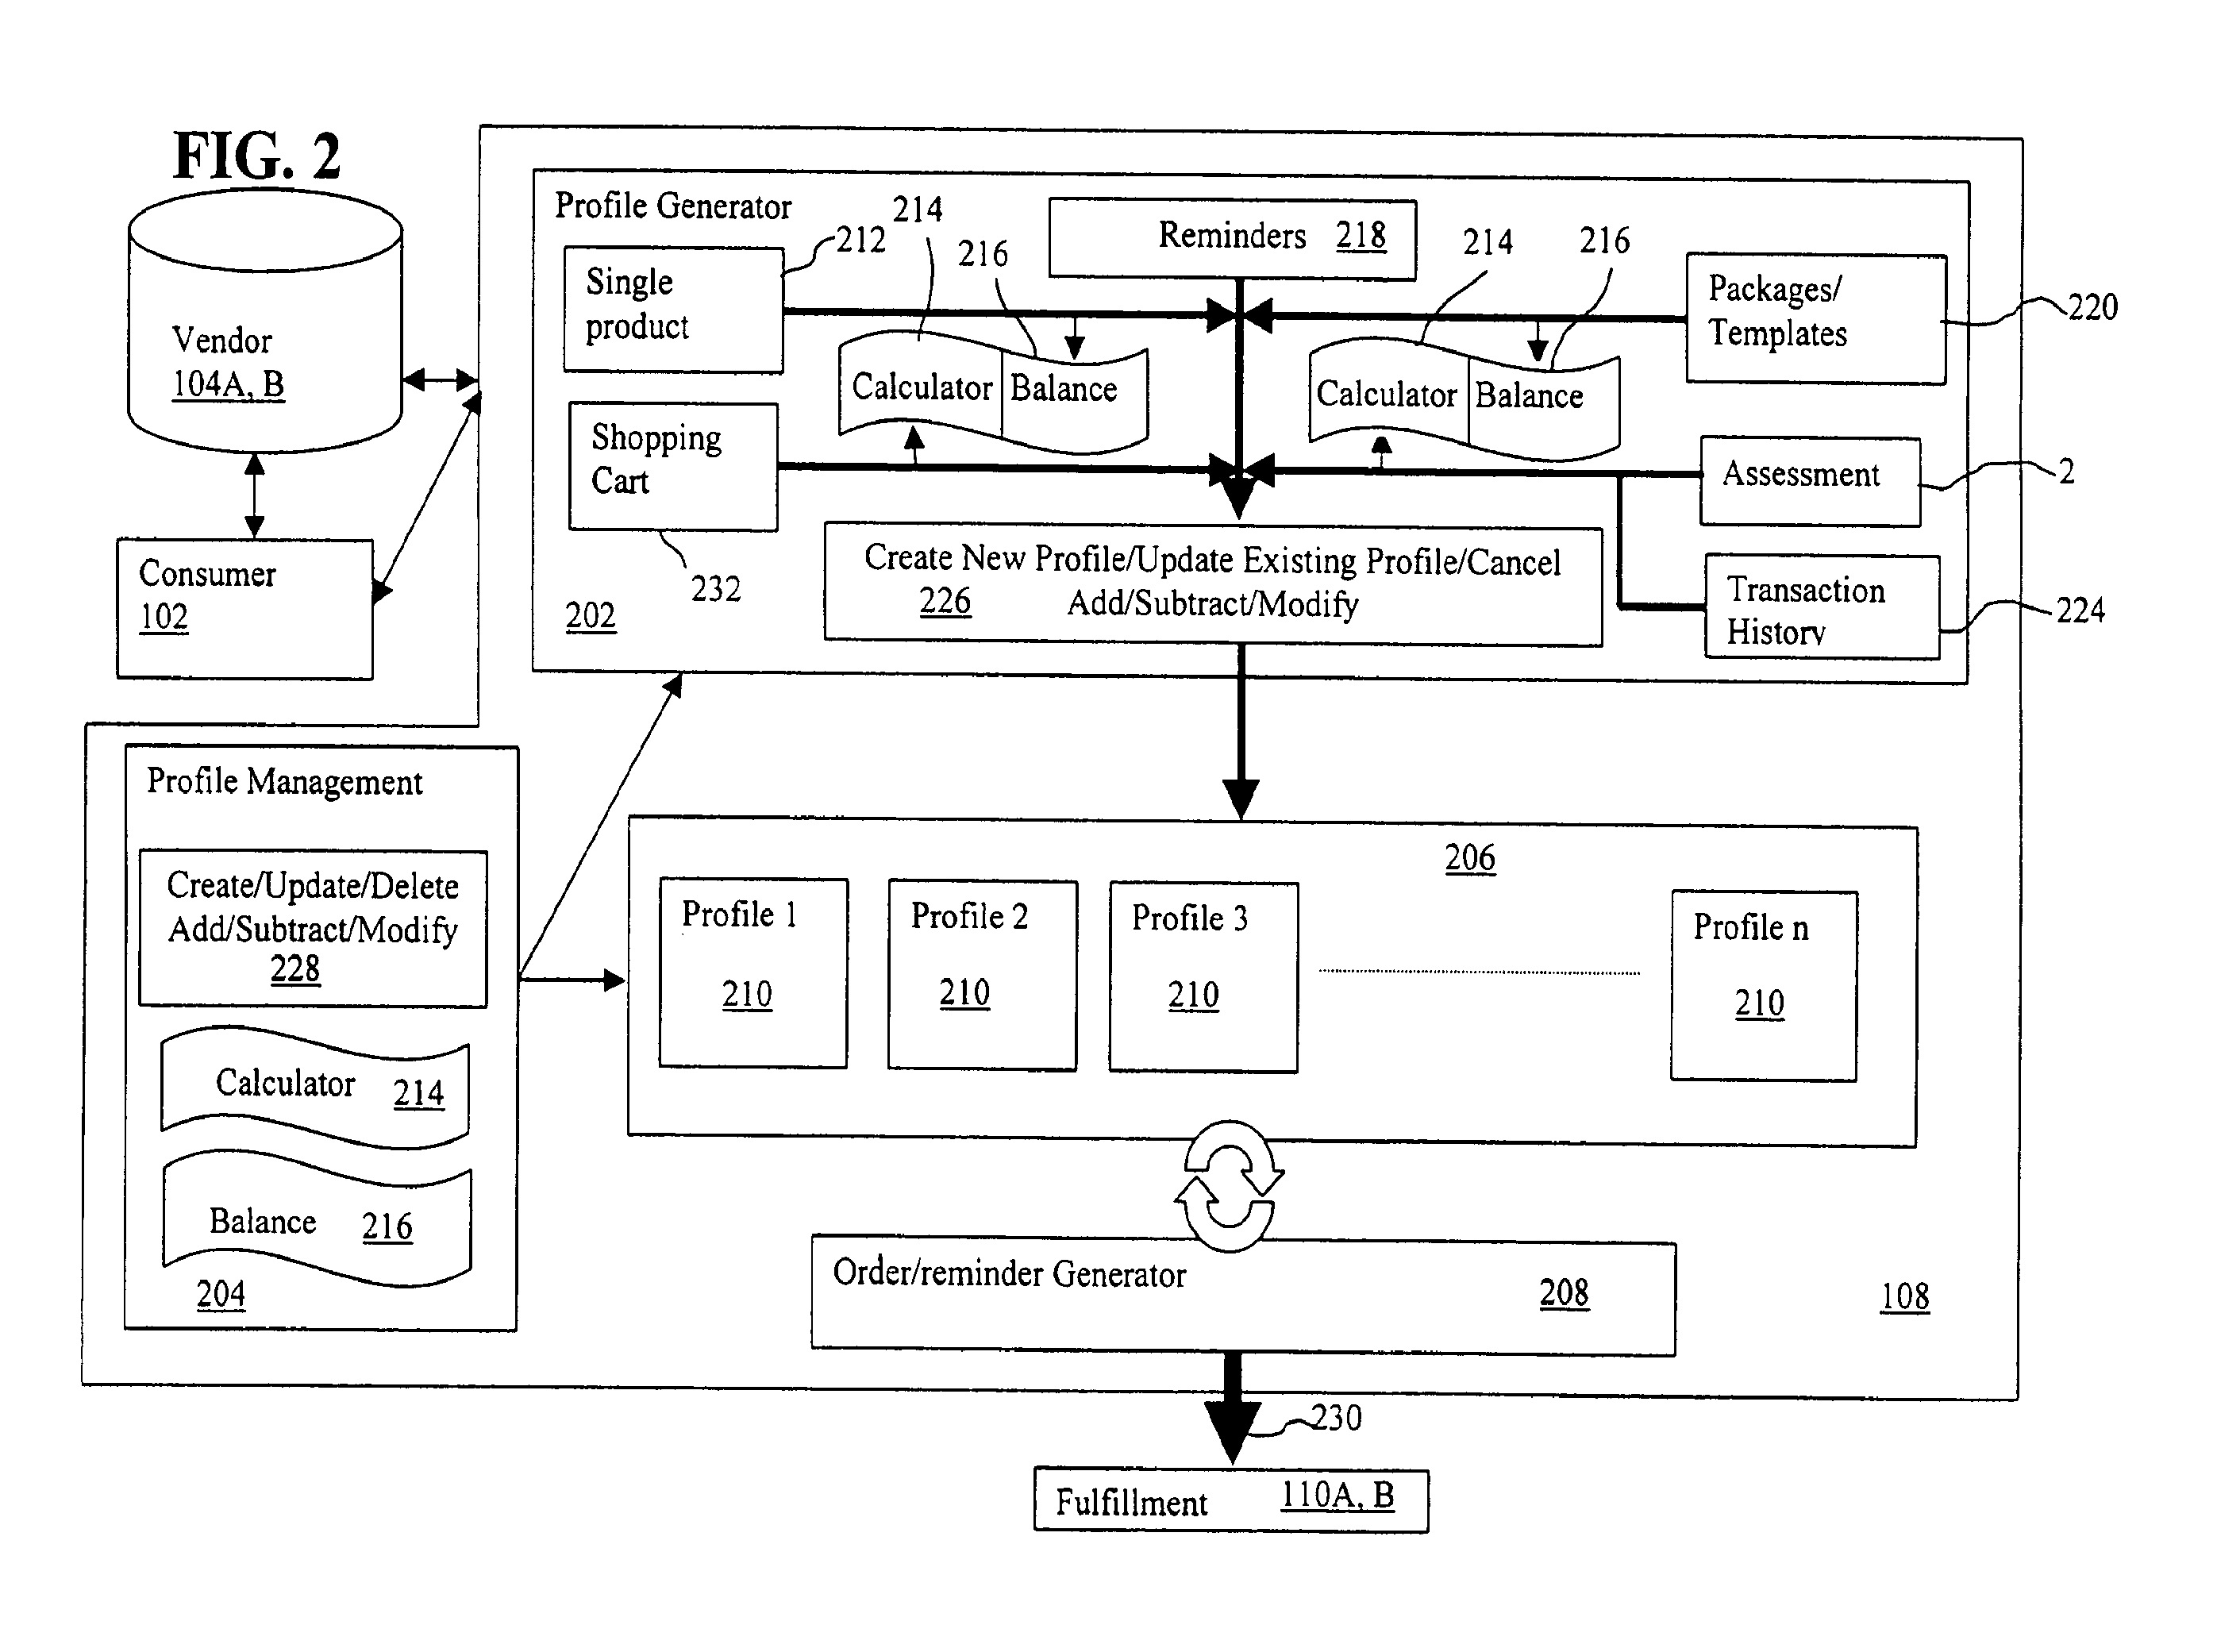 FIG. 2
Vendor
104A, B
Consumer
102
Profile Generator
Single
product
212
214
216
Reminders 218
214
216
Packages/
Templates
220
Calculator
Balance
Calculator
Balance
Shopping
Cart
232
Assessment
2
Transaction
History
224
Create New Profile/Update Existing Profile/Cancel
226 Add/Subtract/Modify
202
Profile Management
Create/Update/Delete
Add/Subtract/Modify
228
Calculator 214
Balance 216
204
206
Profile 1
210
Profile 2
210
Profile 3
210
Profile n
210
Order/reminder Generator
208
108
230
Fulfillment 110A, B